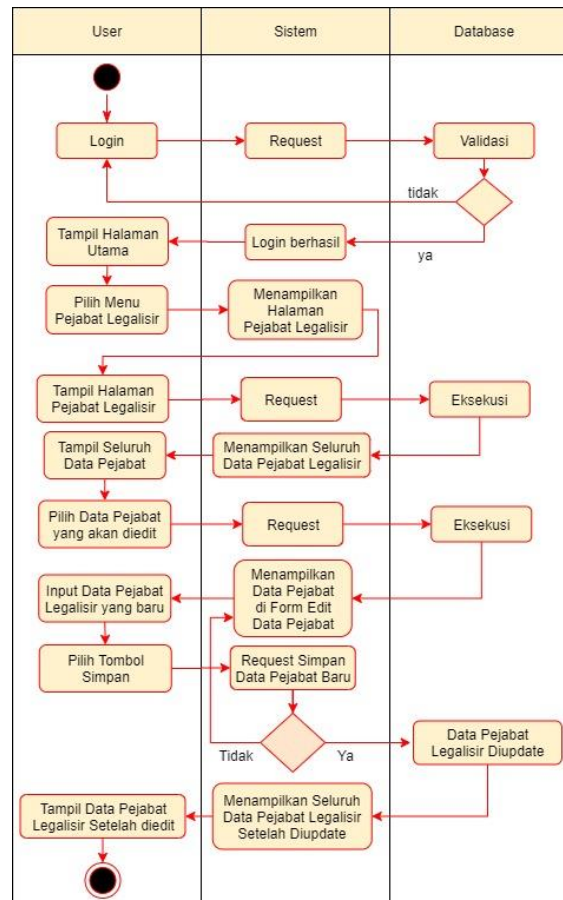 User
Sistem
Database
Login
Request
Validasi
tidak
Tampil Halaman
Utama
Login berhasil
ya
Pilih Menu
Pejabat Legalisir
Menampilkan
Halaman
Pejabat Legalisir
Tampil Halaman
Pejabat Legalisir
Request
Eksekusi
Tampil Seluruh
Data Pejabat
Menampilkan Seluruh
Data Pejabat Legalisir
Pilih Data Pejabat
yang akan diedit
Request
Eksekusi
Input Data Pejabat
Legalisir yang baru
Menampilkan
Data Pejabat
di Form Edit
Data Pejabat
Pilih Tombol
Simpan
Request Simpan
Data Pejabat Baru
Tidak
Ya
Data Pejabat
Legalisir Diupdate
Tampil Data Pejabat
Legalisir Setelah diedit
Menampilkan Seluruh
Data Pejabat Legalisir
Setelah Diupdate